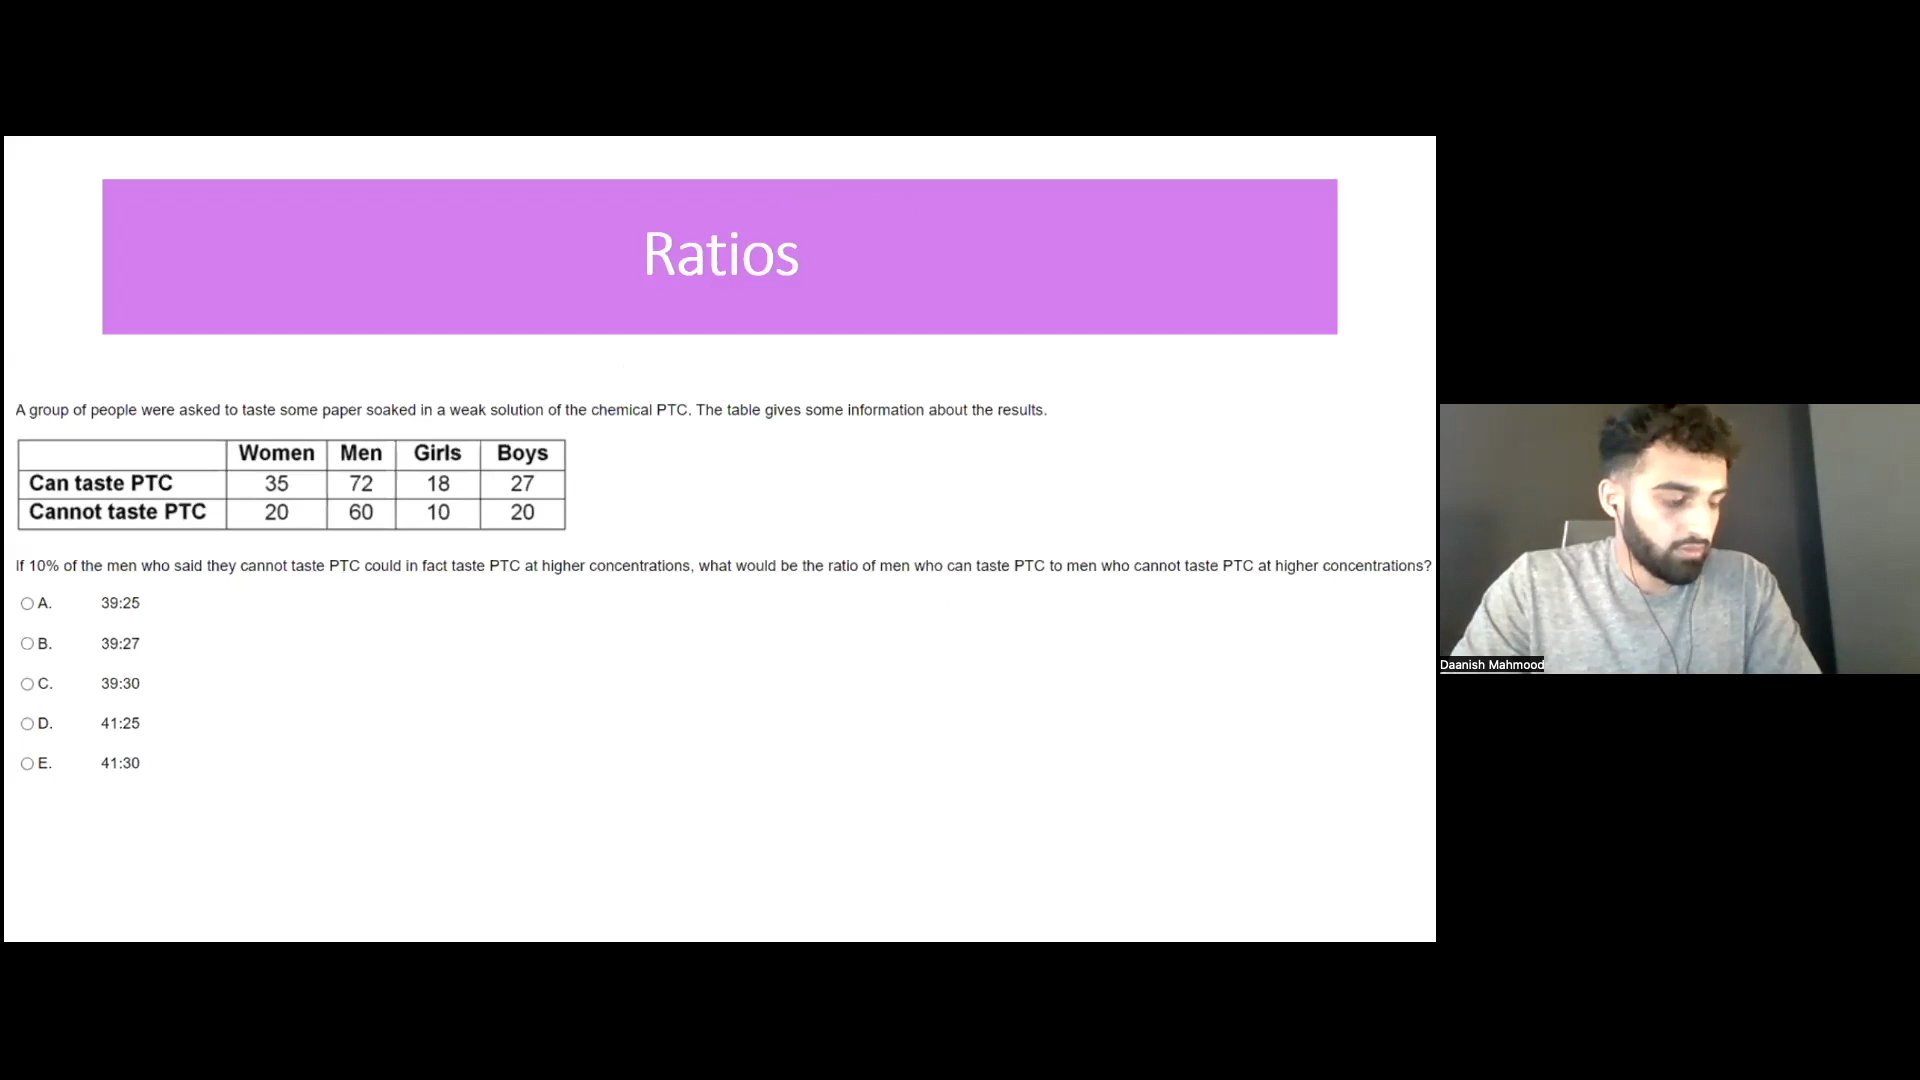 Ratios
A group of people were asked to taste some paper soaked in a weak solution of the chemical PTC. The table gives some information about the results.
Women Men Girls Boys
Can taste PTC 35 72 18 27
Cannot taste PTC 20 60 10 20
If 10% of the men who said they cannot taste PTC could in fact taste PTC at higher concentrations, what would be the ratio of men who can taste PTC to men who cannot taste PTC at higher concentrations?
A. 39:25
B. 39:27
C. 39:30
D. 41:25
E. 41:30
Daanish Mahmood